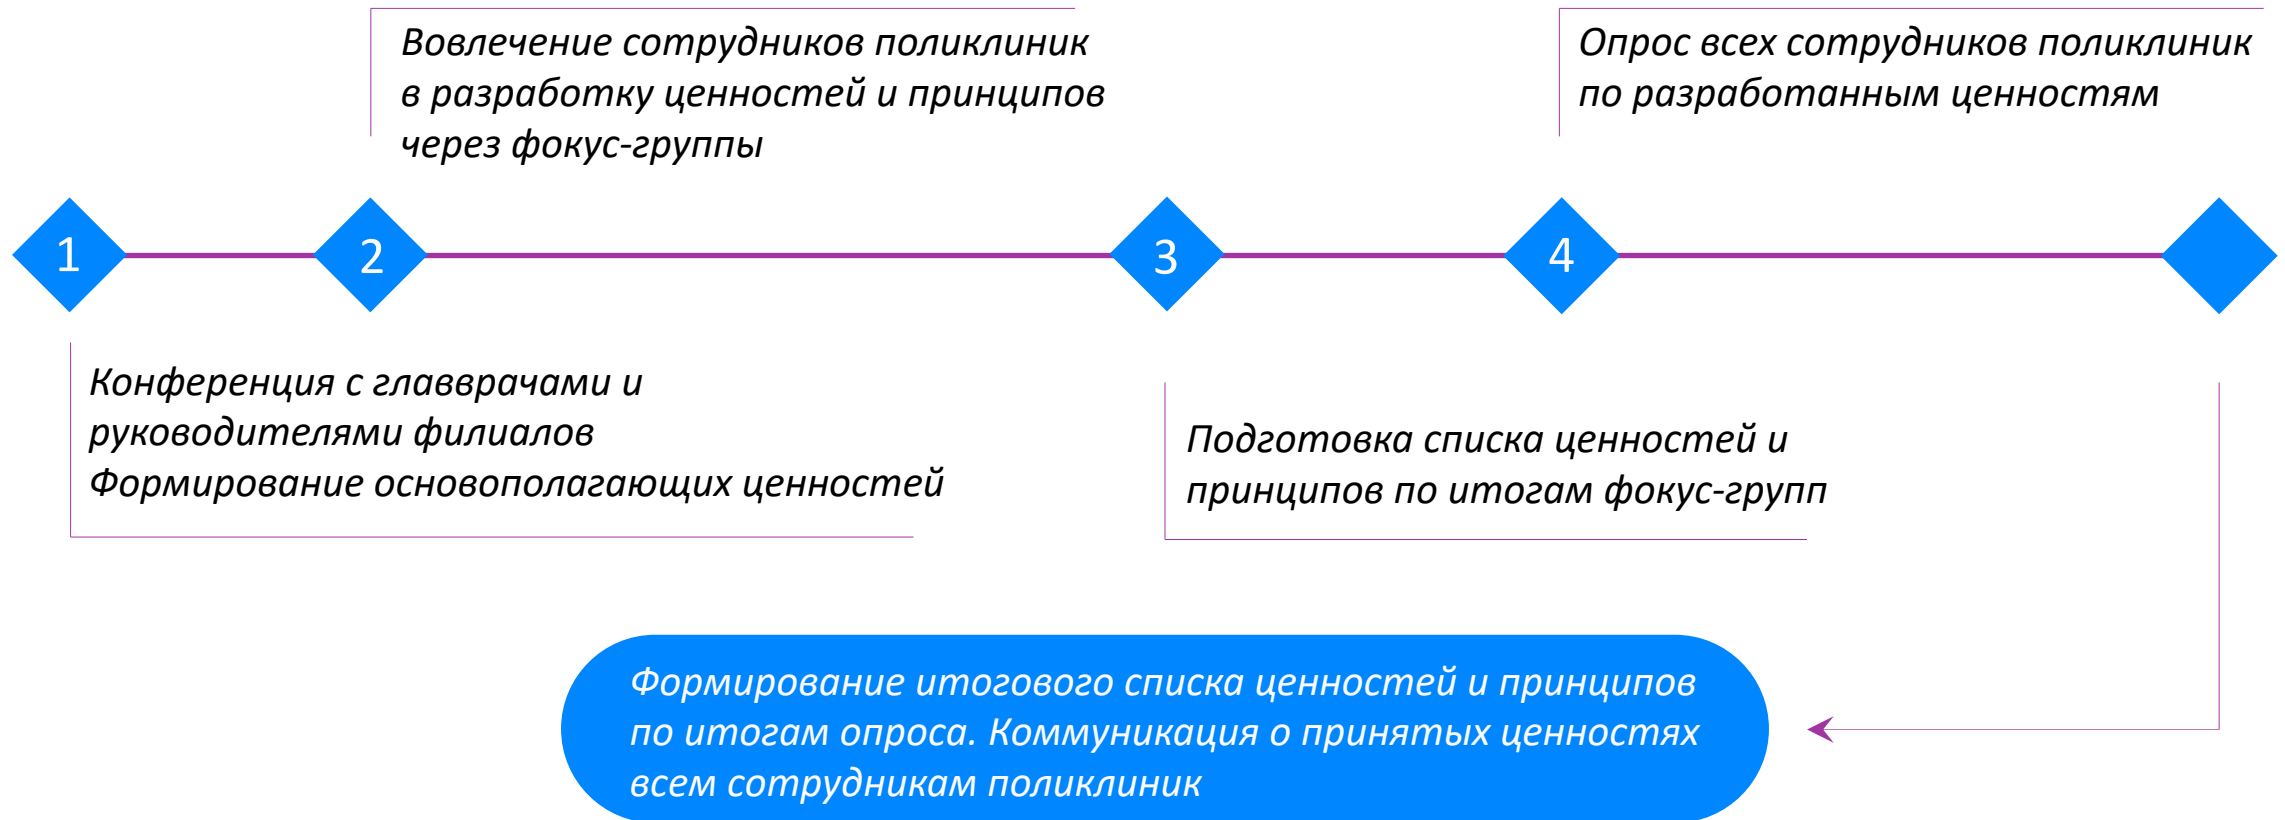 Вовлечение сотрудников поликлиник
в разработку ценностей и принципов
через фокус-группы
Опрос всех сотрудников поликлиник
по разработанным ценностям
1
2
3
4
Конференция с главврачами и
руководителями филиалов
Формирование основополагающих ценностей
Подготовка списка ценностей и
принципов по итогам фокус-групп
Формирование итогового списка ценностей и принципов
по итогам опроса. Коммуникация о принятых ценностях
всем сотрудникам поликлиник